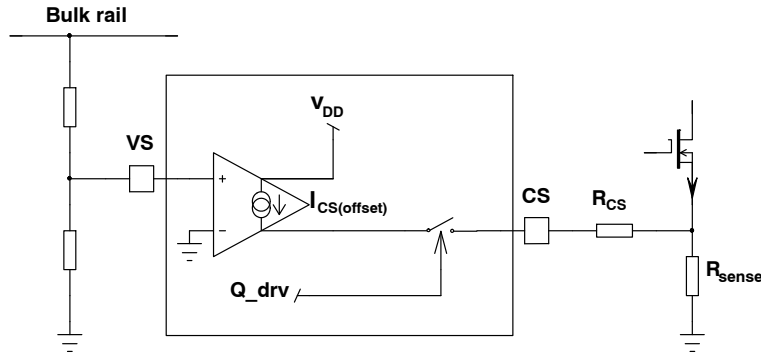 Bulk rail
VS
vDD
+
–
ICS(offset)
Q_drv
CS
RCS
Rsense